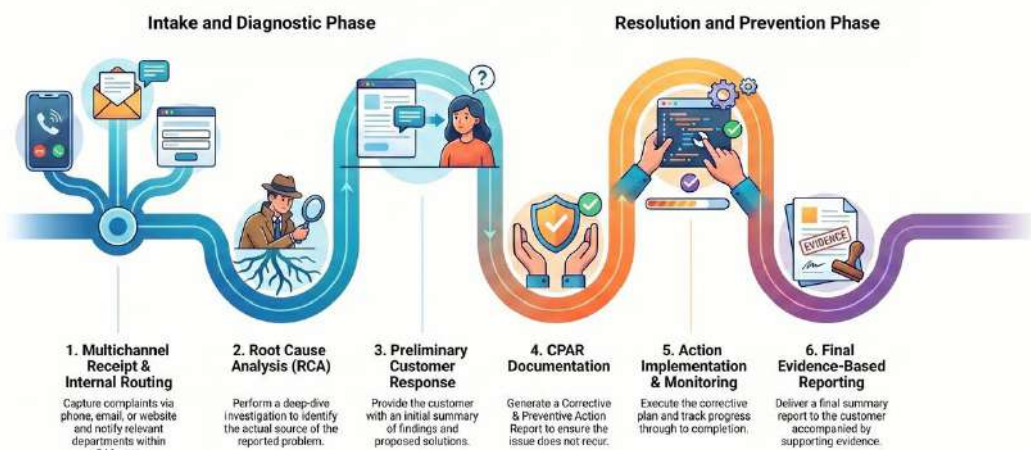 Intake and Diagnostic Phase
Resolution and Prevention Phase
?
EVIDENCE
1. Multichannel
Receipt &
Internal Routing
Capture complaints via
phone, email, or website
and notify relevant
departments within
2. Root Cause
Analysis (RCA)
Perform a deep-dive
investigation to identify
the actual source of the
reported problem.
3. Preliminary
Customer
Response
Provide the customer
with an initial summary
of findings and
proposed solutions.
4. CPAR
Documentation
Generate a Corrective
& Preventive Action
Report to ensure the
issue does not recur.
5. Action
Implementation
& Monitoring
Execute the corrective
plan and track progress
through to completion.
6. Final
Evidence-Based
Reporting
Deliver a final summary
report to the customer
accompanied by
supporting evidence.